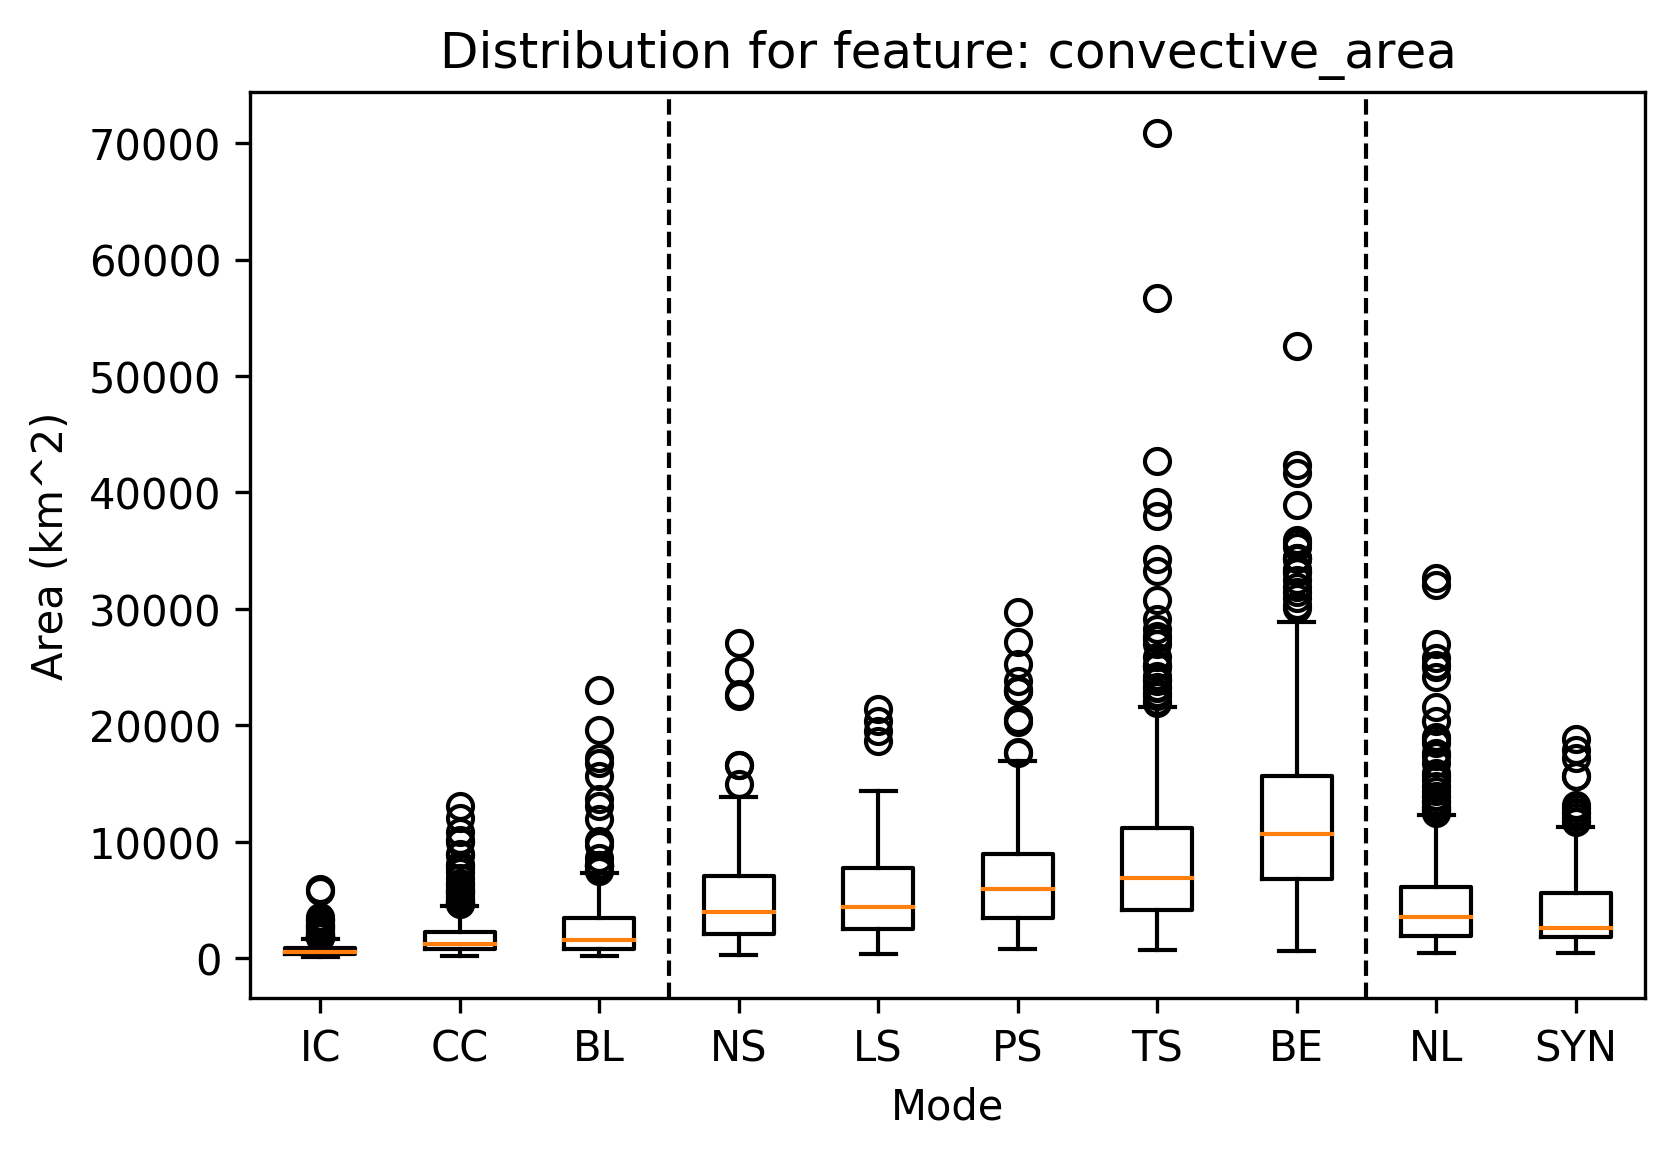 Distribution for feature: convective_area
70000
60000
50000
40000
30000
20000
10000
0
Area (km^2)
IC CC BL NS LS PS TS BE NL SYN
Mode